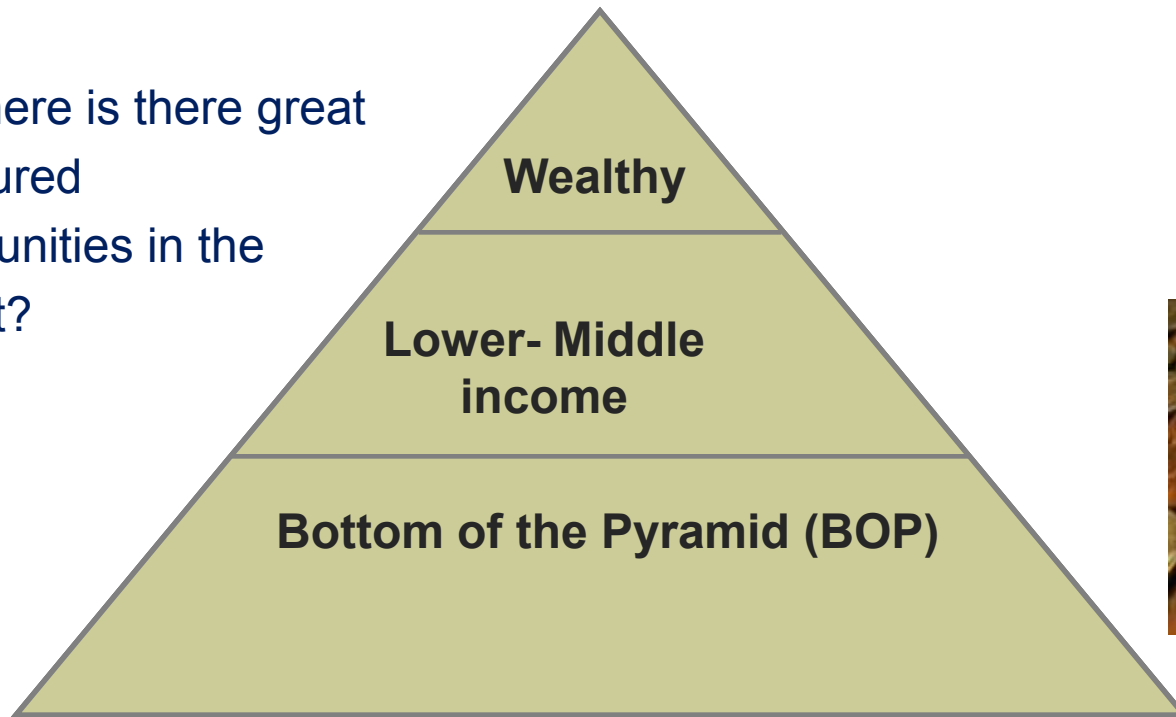 here is there great
ured
unities in the
t?
Wealthy
Lower- Middle
income
Bottom of the Pyramid (BOP)